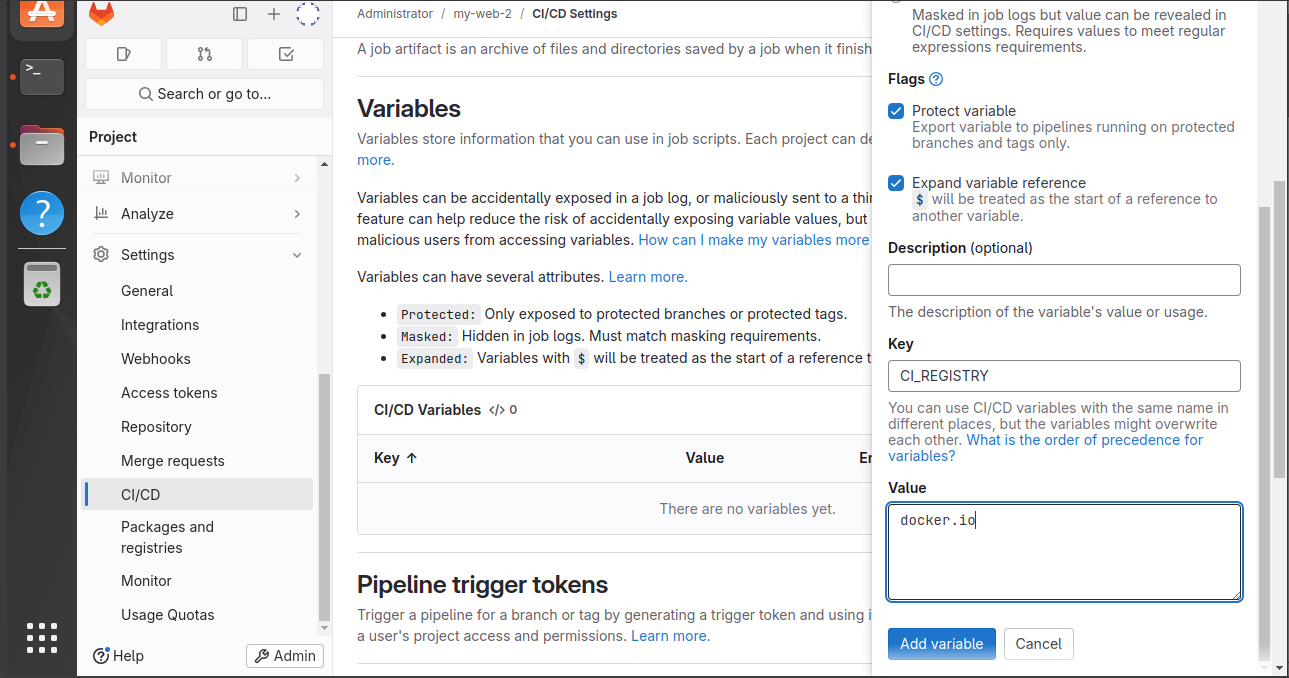 Administrator / my-web-2 / CI/CD Settings
Search or go to...
Project
Monitor
Analyze
Settings
General
Integrations
Webhooks
Access tokens
Repository
Merge requests
CI/CD
Packages and
registries
Monitor
Usage Quotas
Help
Admin
A job artifact is an archive of files and directories saved by a job when it finish
Variables
Variables store information that you can use in job scripts. Each project can de
more.
Variables can be accidentally exposed in a job log, or maliciously sent to a thir
feature can help reduce the risk of accidentally exposing variable values, but
malicious users from accessing variables. How can I make my variables more
Variables can have several attributes. Learn more.
Protected: Only exposed to protected branches or protected tags.
Masked: Hidden in job logs. Must match masking requirements.
Expanded: Variables with $ will be treated as the start of a reference t
CI/CD Variables </> 0
Key ↑ Value En
There are no variables yet.
Pipeline trigger tokens
Trigger a pipeline for a branch or tag by generating a trigger token and using i
a user's project access and permissions. Learn more.
Masked in job logs but value can be revealed in
CI/CD settings. Requires values to meet regular
expressions requirements.
Flags
Protect variable
Export variable to pipelines running on protected
branches and tags only.
Expand variable reference
$ will be treated as the start of a reference to
another variable.
Description (optional)
The description of the variable's value or usage.
Key
CI_REGISTRY
You can use CI/CD variables with the same name in
different places, but the variables might overwrite
each other. What is the order of precedence for
variables?
Value
docker.io
Add variable
Cancel